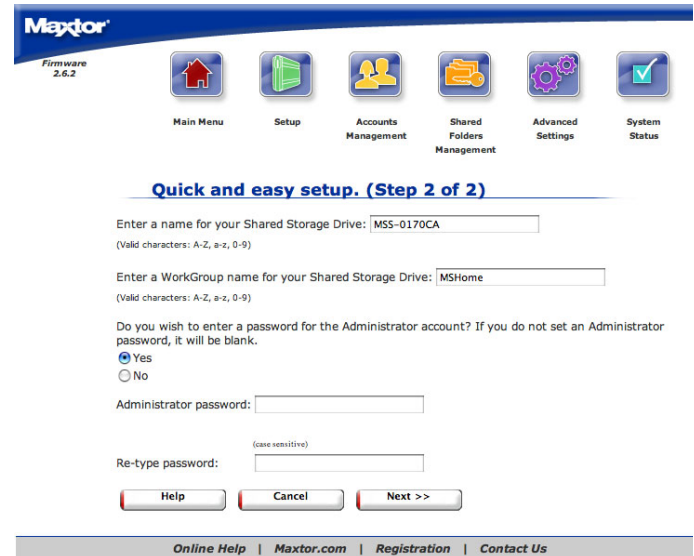 Maxtor
Firmware
2.6.2
Main Menu
Setup
Accounts
Management
Shared
Folders
Management
Advanced
Settings
System
Status
Quick and easy setup. (Step 2 of 2)
Enter a name for your Shared Storage Drive: MSS-0170CA
(Valid characters: A-Z, a-z, 0-9)
Enter a WorkGroup name for your Shared Storage Drive: MSHome
(Valid characters: A-Z, a-z, 0-9)
Do you wish to enter a password for the Administrator account? If you do not set an Administrator
password, it will be blank.
Yes
No
Administrator password:
(case sensitive)
Re-type password:
Help Cancel Next >>
Online Help | Maxtor.com | Registration | Contact Us